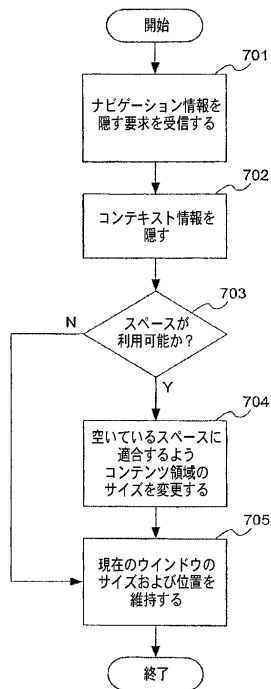 開始
701
ナビゲーション情報を
隠す要求を受信する
702
コンテキスト情報を
隠す
703
スペースが
利用可能か?
N
Y
704
空いているスペースに
適合するよう
コンテンツ領域の
サイズを変更する
705
現在のウインドウの
サイズおよび位置を
維持する
終了